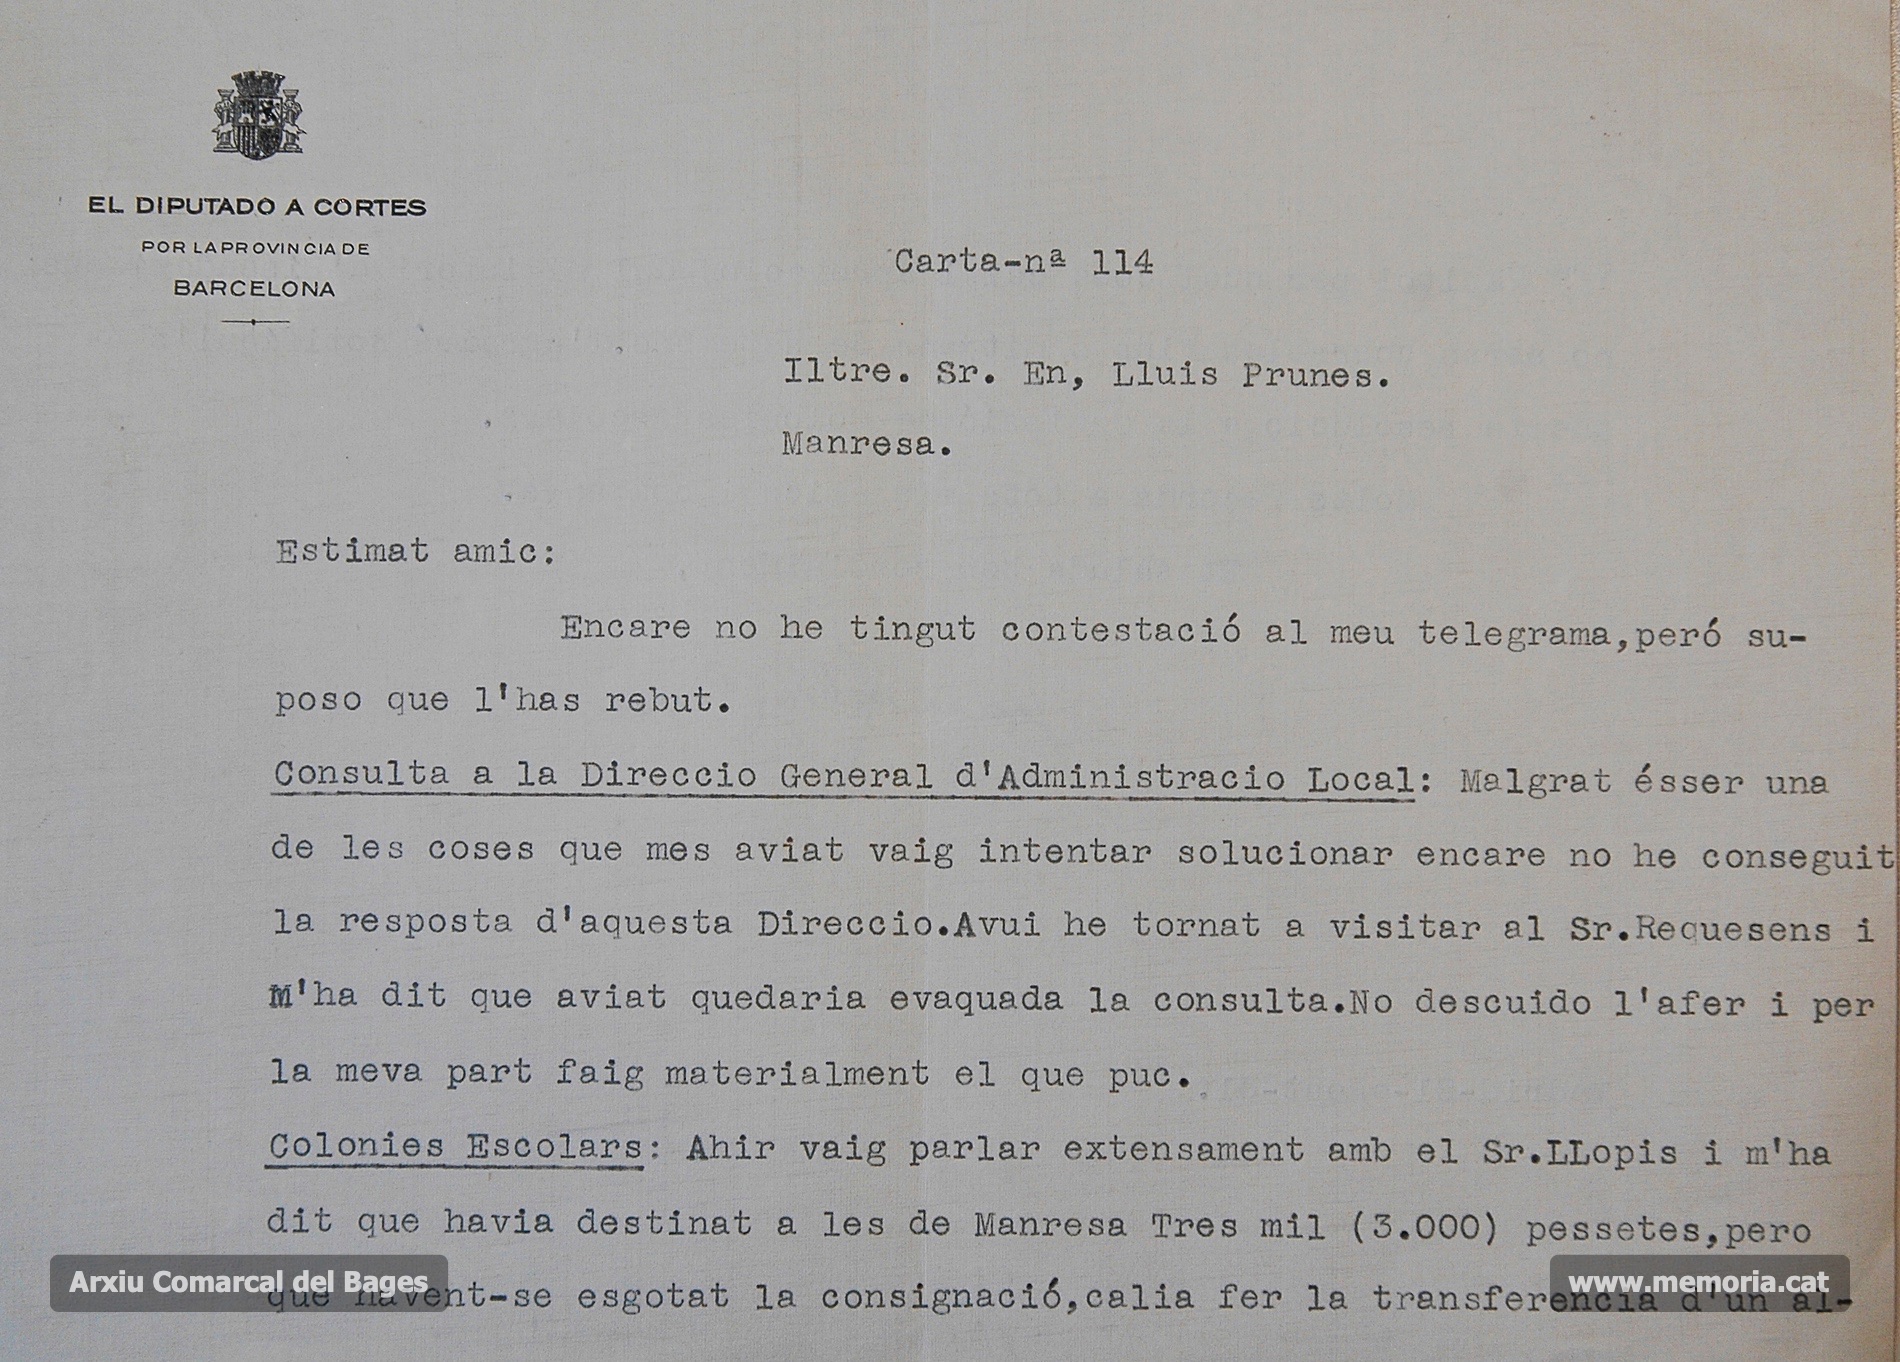 EL DIPUTADO A CORTES
POR LA PROVINCIA DE
BARCELONA
Carta-nª 114
Iltre. Sr. En, Lluis Prunes.
Manresa.
Estimat amic:
Encare no he tingut contestació al meu telegrama,peró su-
poso que l'has rebut.
Consulta a la Direccio General d'Administracio Local: Malgrat ésser una
de les coses que mes aviat vaig intentar solucionar encare no he conseguit
la resposta d'aquesta Direccio.Avui he tornat a visitar al Sr.Requesens i
M'ha dit que aviat quedaria evaquada la consulta.No descuido l'afer i per
la meva part faig materialment el que puc.
Colonies Escolars: Ahir vaig parlar extensament amb el Sr.LLopis i m'ha
dit que havia destinat a les de Manresa Tres mil (3.000) pessetes,pero
que havent-se esgotat la consignació,calia fer la transferencia d'un al-
Arxiu Comarcal del Bages
www.memoria.cat